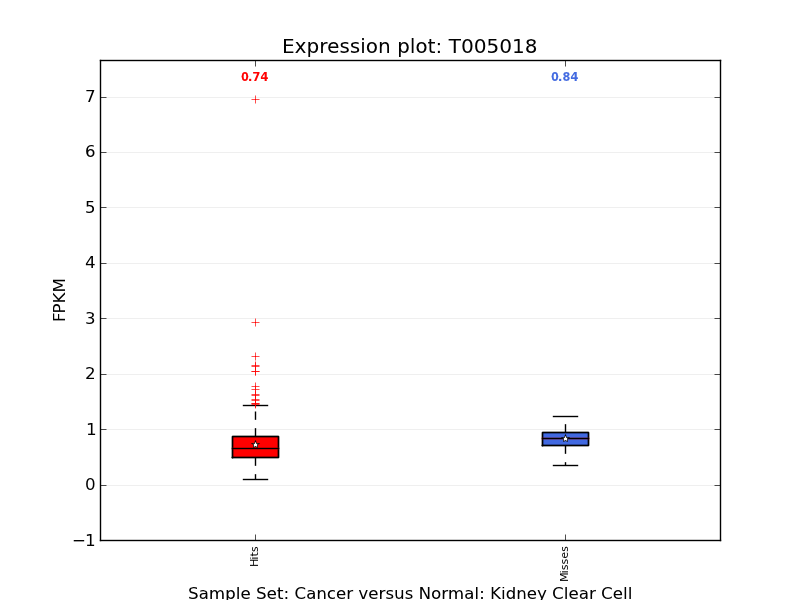 Expression plot: T005018
0.74
0.84
7
6
5
4
3
2
1
0
−1
FPKM
Hits
Misses
Sample Set: Cancer versus Normal: Kidney Clear Cell